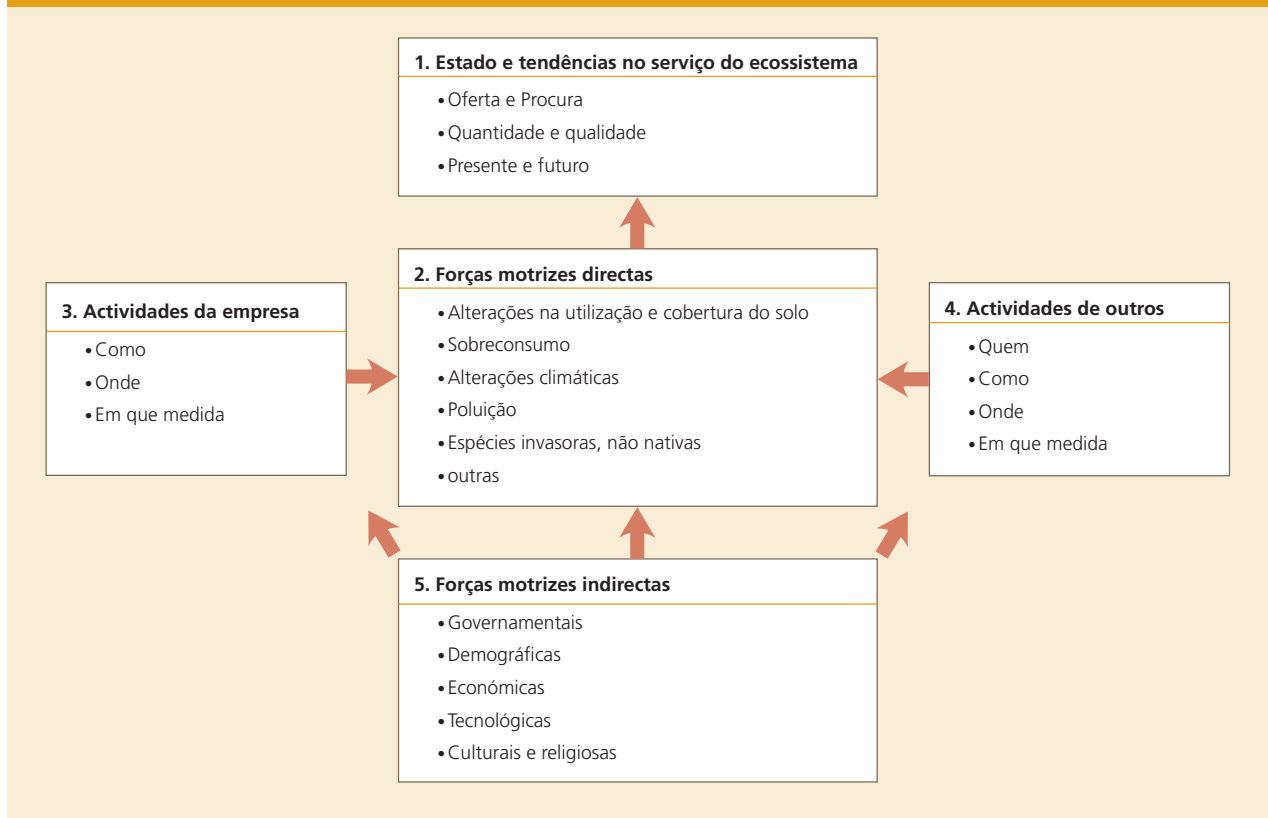 1. Estado e tendências no serviço do ecossistema
• Oferta e Procura
• Quantidade e qualidade
• Presente e futuro
2. Forças motrizes directas
• Alterações na utilização e cobertura do solo
• Sobreconsumo
• Alterações climáticas
• Poluição
• Espécies invasoras, não nativas
• outras
3. Actividades da empresa
• Como
• Onde
• Em que medida
4. Actividades de outros
• Quem
• Como
• Onde
• Em que medida
5. Forças motrizes indirectas
• Governamentais
• Demográficas
• Económicas
• Tecnológicas
• Culturais e religiosas